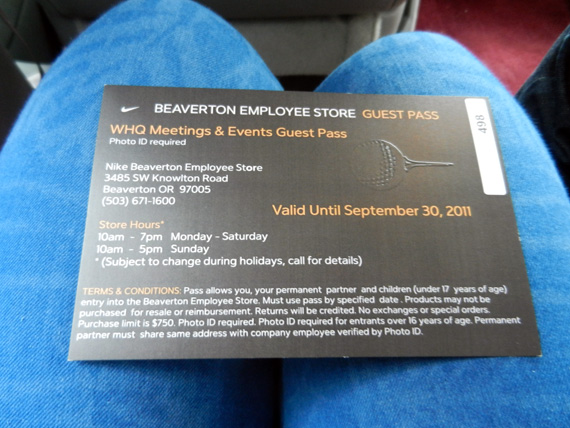 BEAVERTON EMPLOYEE STORE GUEST PASS
498
WHQ Meetings & Events Guest Pass
Photo ID required
Nike Beaverton Employee Store
3485 SW Knowlton Road
Beaverton OR 97005
(503) 671-1600
Valid Until September 30, 2011
Store Hours*
10am - 7pm Monday - Saturday
10am - 5pm Sunday
* (Subject to change during holidays, call for details)
TERMS & CONDITIONS: Pass allows you, your permanent partner and children (under 17 years of age)
entry into the Beaverton Employee Store. Must use pass by specified date . Products may not be
purchased for resale or reimbursement. Returns will be credited. No exchanges or special orders.
Purchase limit is $750. Photo ID required. Photo ID required for entrants over 16 years of age. Permanent
partner must share same address with company employee verified by Photo ID.